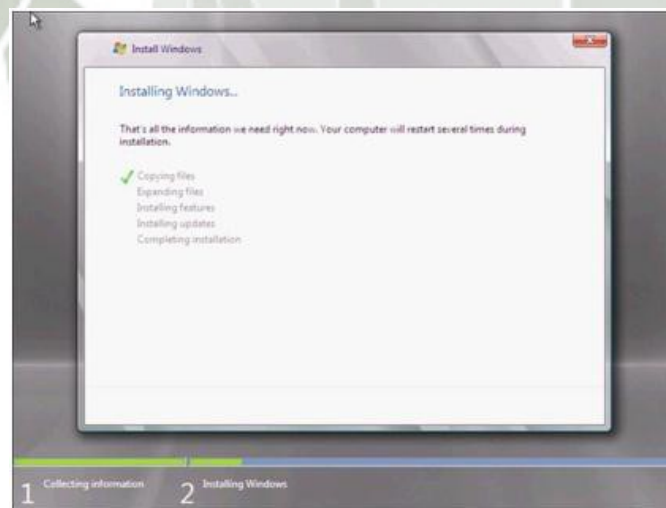 Install Windows
Installing Windows...
That's all the information we need right now. Your computer will restart several times during
installation.
Copying files
Expanding files
Installing features
Installing updates
Completing installation
1 Collecting information 2 Installing Windows